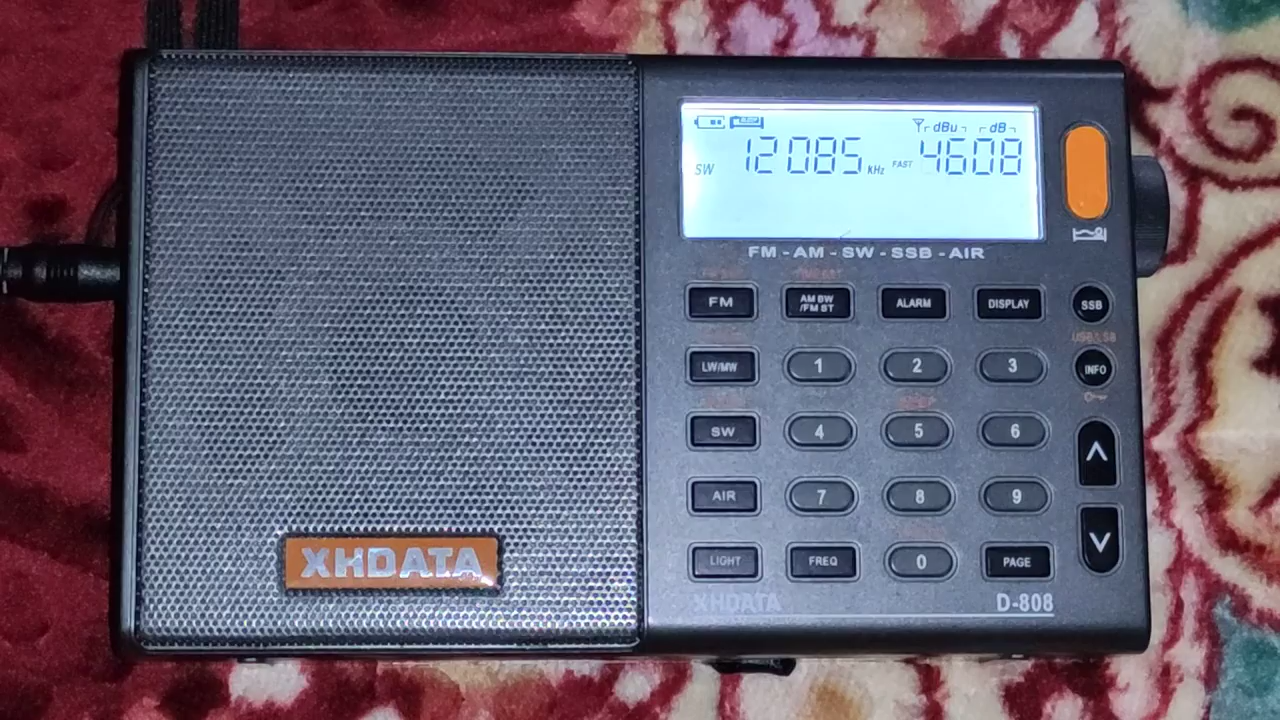 dBu dB
SW 12085 KHz FAST 4608
FM - AM - SW - SSB - AIR
FM AM BW ALARM DISPLAY SSB
/FM ST
LW/MW 1 2 3 INFO
SW 4 5 6
AIR 7 8 9
LIGHT FREQ 0 PAGE
XHDATA
XHDATA D-808